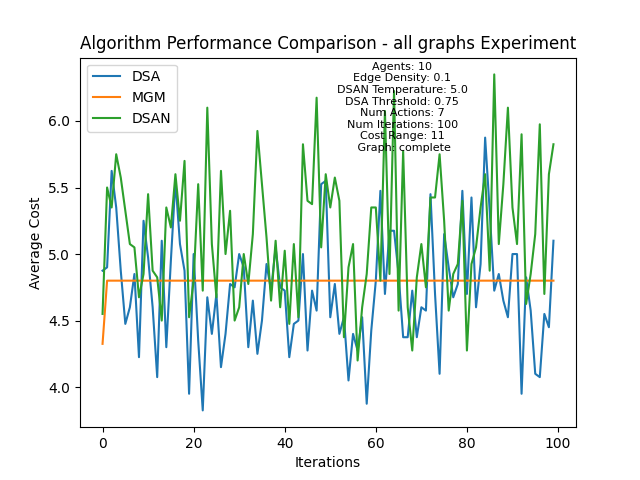 Algorithm Performance Comparison - all graphs Experiment
DSA
MGM
DSAN
Agents: 10
Edge Density: 0.1
DSAN Temperature: 5.0
DSA Threshold: 0.75
Num Actions: 7
Num Iterations: 100
Cost Range: 11
Graph: complete
Average Cost
6.0
5.5
5.0
4.5
4.0
0 20 40 60 80 100
Iterations